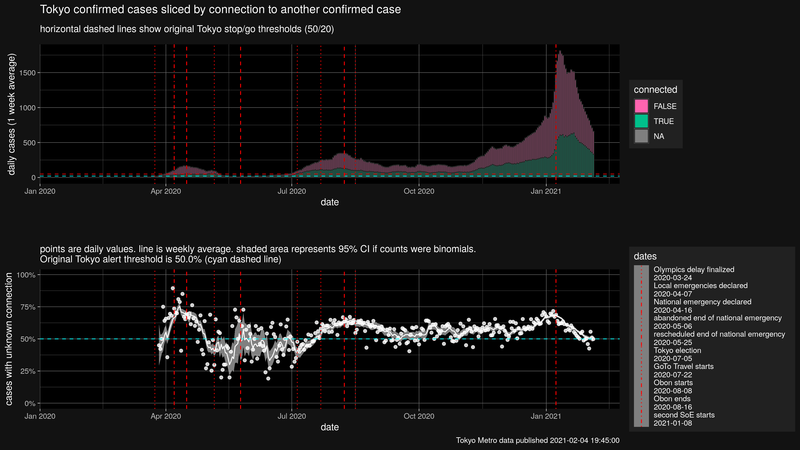 Tokyo confirmed cases sliced by connection to another confirmed case
horizontal dashed lines show original Tokyo stop/go thresholds (50/20)
daily cases (1 week average)
1500
1000
500
0
Jan 2020
Apr 2020
Jul 2020
Oct 2020
Jan 2021
date
connected
FALSE
TRUE
NA
points are daily values. line is weekly average. shaded area represents 95% CI if counts were binomials.
Original Tokyo alert threshold is 50.0% (cyan dashed line)
cases with unknown connection
100%
75%
50%
25%
0%
Jan 2020
Apr 2020
Jul 2020
Oct 2020
Jan 2021
date
dates
Olympics delay finalized
2020-03-24
Local emergencies declared
2020-04-07
National emergency declared
2020-04-16
abandoned end of national emergency
2020-05-06
rescheduled end of national emergency
2020-05-25
Tokyo election
2020-07-05
GoTo Travel starts
2020-07-22
Obon starts
2020-08-08
Obon ends
2020-08-16
second SoE starts
2021-01-08
Tokyo Metro data published 2021-02-04 19:45:00